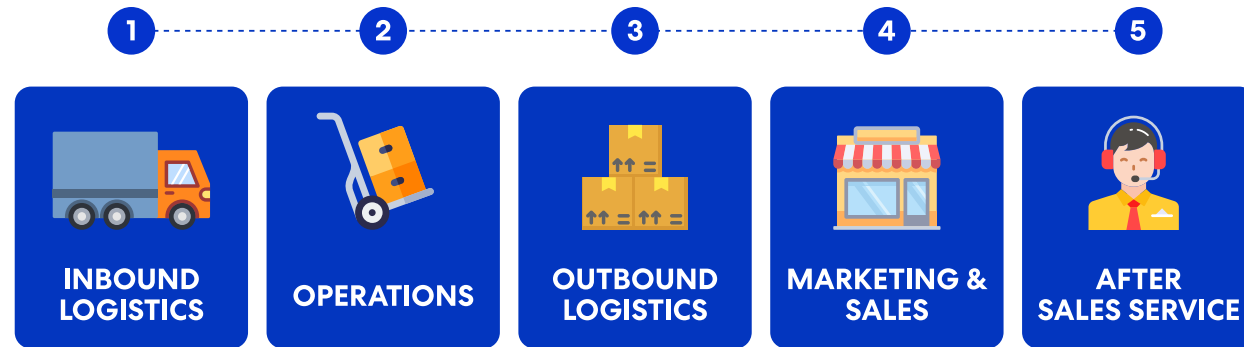 1
2
3
4
5
INBOUND
LOGISTICS
OPERATIONS
OUTBOUND
LOGISTICS
MARKETING &
SALES
AFTER
SALES SERVICE